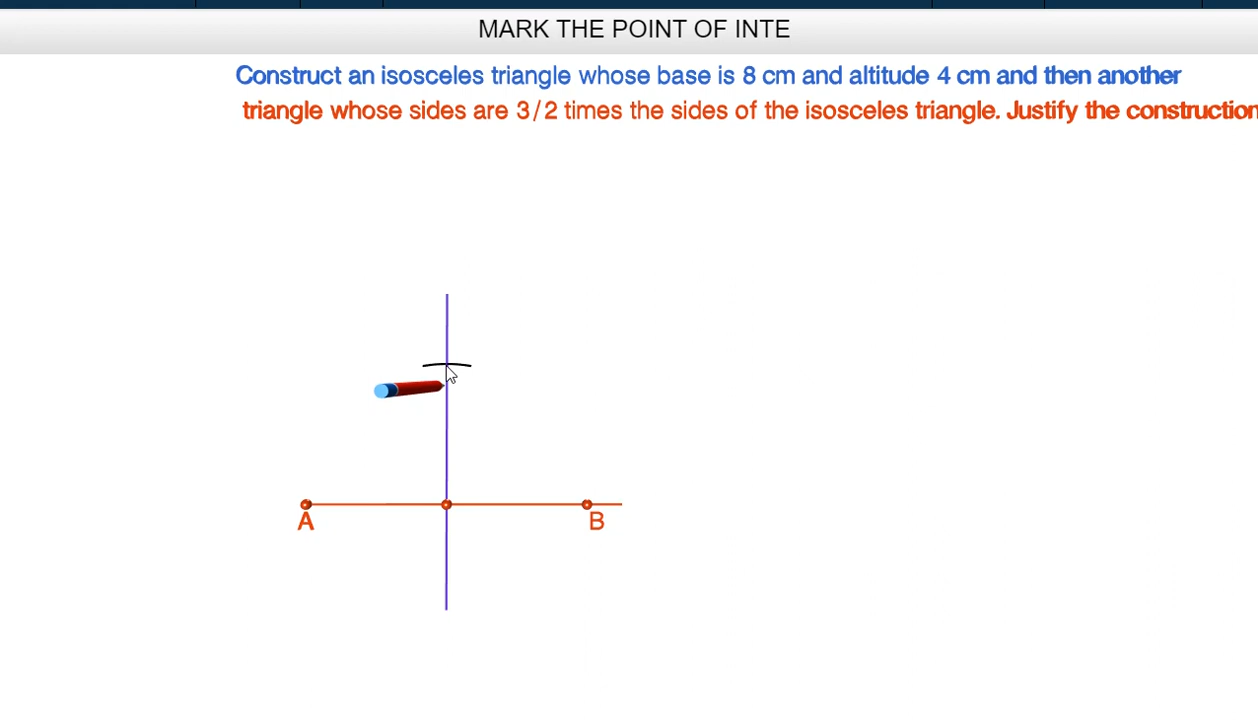 MARK THE POINT OF INTE
Construct an isosceles triangle whose base is 8 cm and altitude 4 cm and then another
triangle whose sides are 3/2 times the sides of the isosceles triangle. Justify the construction
A
B